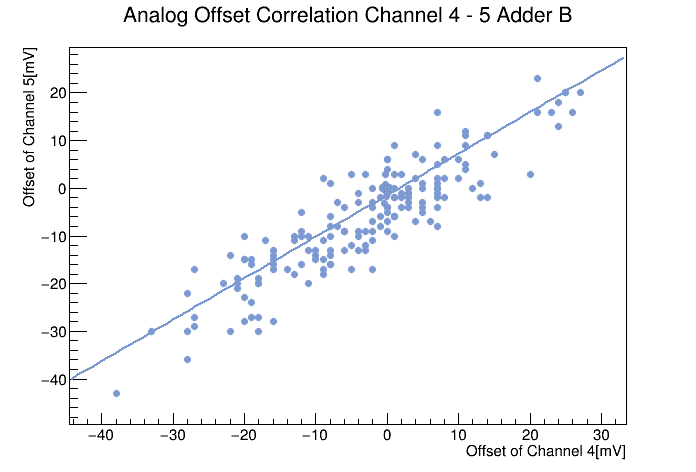 Analog Offset Correlation Channel 4 - 5 Adder B
Offset of Channel 5[mV]
20
10
0
−10
−20
−30
−40
−40 −30 −20 −10 0 10 20 30
Offset of Channel 4[mV]